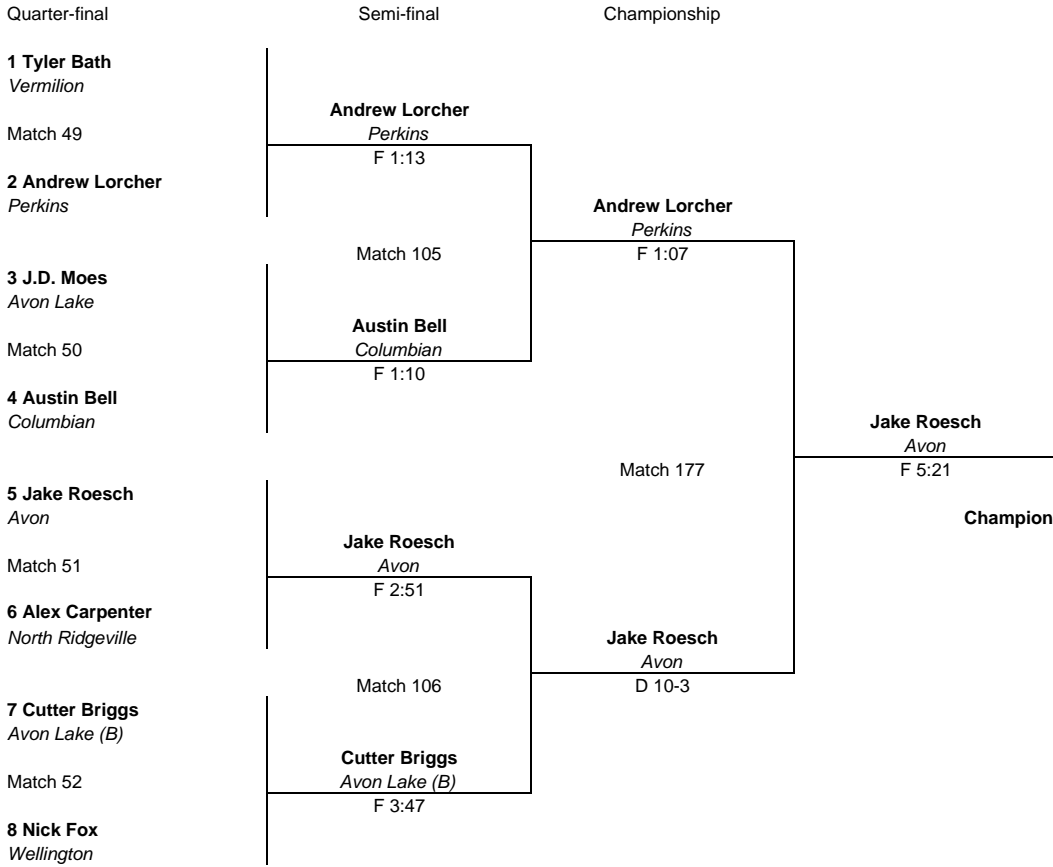 Quarter-final Semi-final Championship
1 Tyler Bath
Vermilion
Andrew Lorcher
Match 49 Perkins
F 1:13
2 Andrew Lorcher
Perkins Andrew Lorcher
Perkins
Match 105 F 1:07
3 J.D. Moes
Avon Lake
Austin Bell
Match 50 Columbian
F 1:10
4 Austin Bell
Columbian Jake Roesch
Avon
Match 177 F 5:21
5 Jake Roesch
Avon Champion
Jake Roesch
Match 51 Avon
F 2:51
6 Alex Carpenter
North Ridgeville Jake Roesch
Avon
Match 106 D 10-3
7 Cutter Briggs
Avon Lake (B)
Cutter Briggs
Match 52 Avon Lake (B)
F 3:47
8 Nick Fox
Wellington